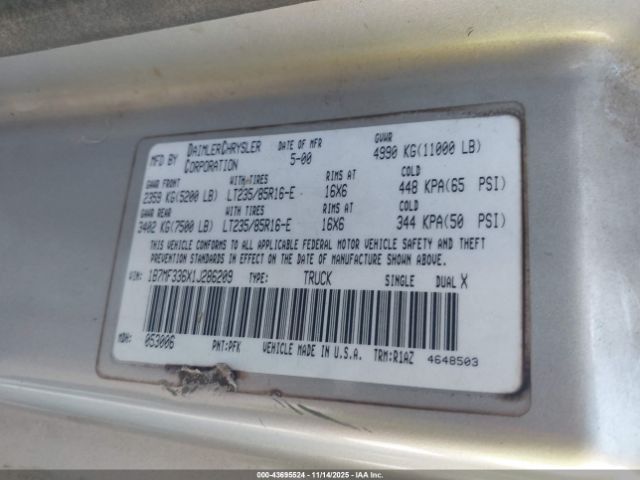 MFD BY DAIMLERCHRYSLER CORPORATION DATE OF MFR 5-00 GVWR 4990 KG(11000 LB)
GAWR FRONT WITH TIRES RIMS AT COLD
2359 KG(5200 LB) LT235/85R16-E 16X6 448 KPA(65 PSI)
GAWR REAR WITH TIRES RIMS AT COLD
3402 KG(7500 LB) LT235/85R16-E 16X6 344 KPA(50 PSI)
THIS VEHICLE CONFORMS TO ALL APPLICABLE FEDERAL MOTOR VEHICLE SAFETY AND THEFT
PREVENTION STANDARDS IN EFFECT ON THE DATE OF MANUFACTURE SHOWN ABOVE.
VIN: 1B7MF336X1J286209 TYPE: TRUCK SINGLE DUAL X
MDH: 053006 PNT:PFK VEHICLE MADE IN U.S.A. TRM:R1AZ 4648503
000-43695524 - 11/14/2025 - IAA Corp.